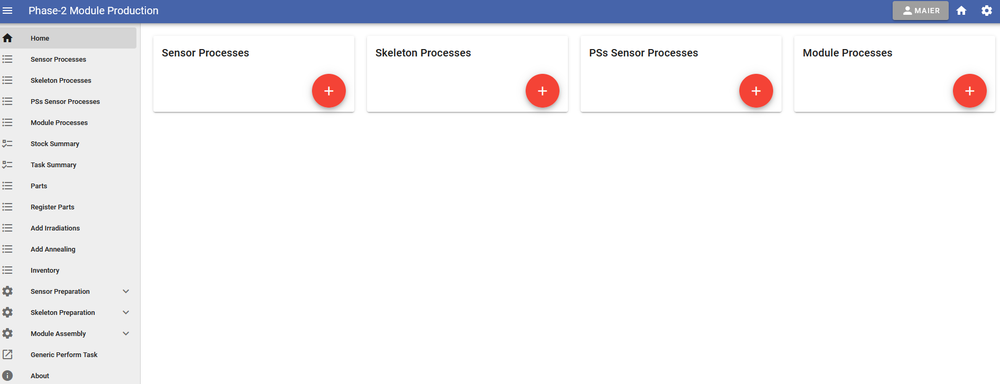 Phase-2 Module Production
MAIER
Home
Sensor Processes
Skeleton Processes
PSs Sensor Processes
Module Processes
Stock Summary
Task Summary
Parts
Register Parts
Add Irradiations
Add Annealing
Inventory
Sensor Preparation
Skeleton Preparation
Module Assembly
Generic Perform Task
About
Sensor Processes
Skeleton Processes
PSs Sensor Processes
Module Processes